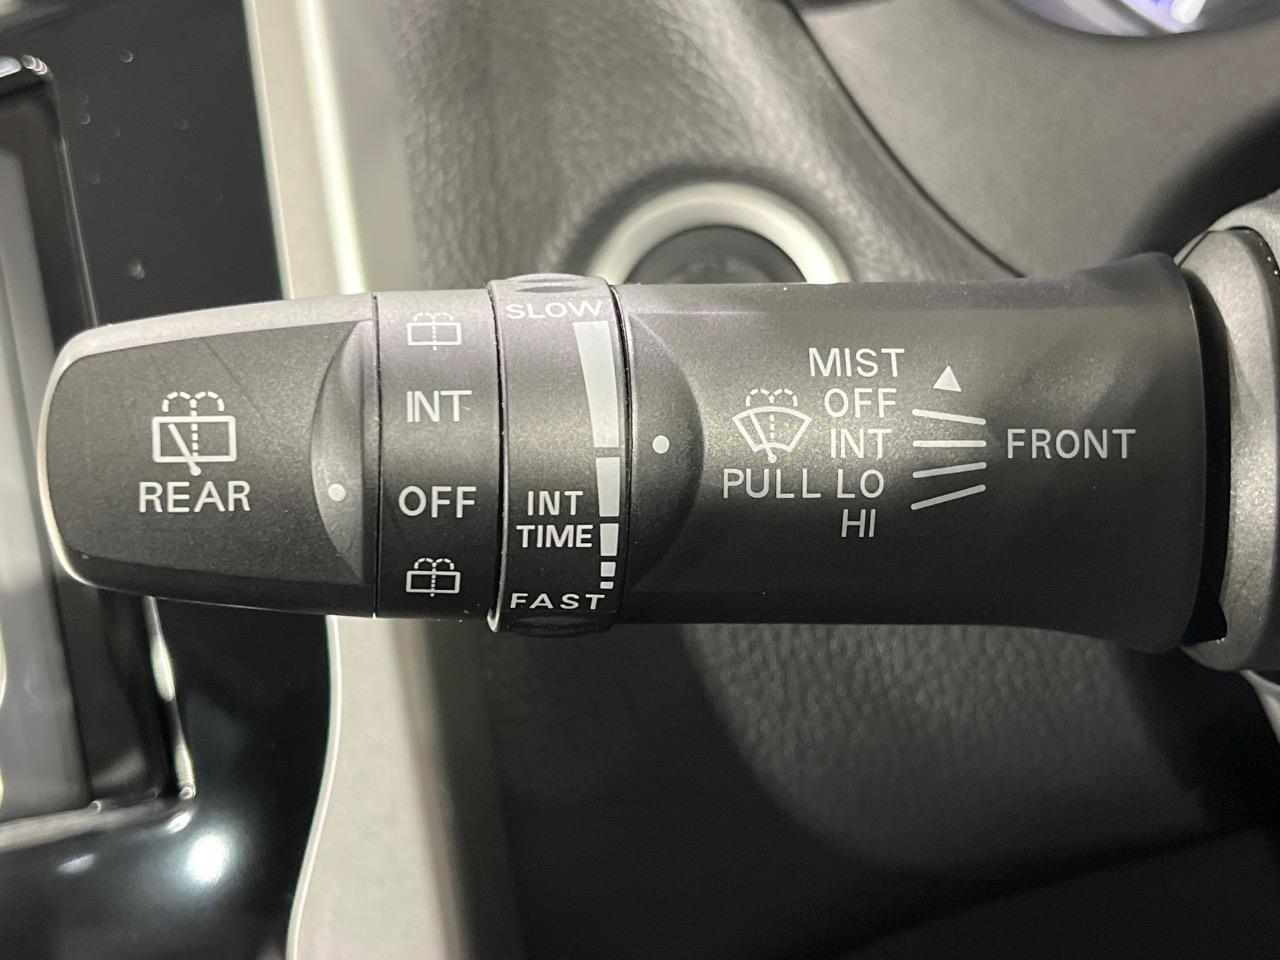 REAR
INT
OFF
SLOW
INT
TIME
FAST
MIST
OFF
INT
PULL LO
HI
FRONT